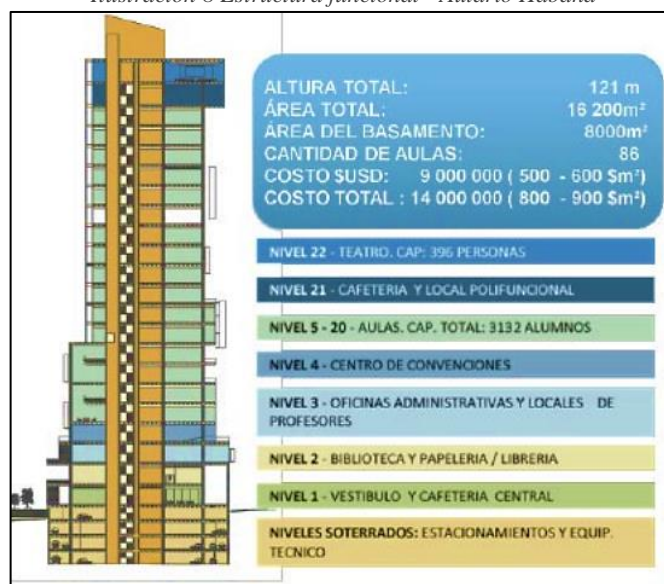 Ilustración 8 Estructura funcional - Aulario Habana
ALTURA TOTAL: 121 m
ÁREA TOTAL: 16 200m²
ÁREA DEL BASAMENTO: 8000m²
CANTIDAD DE AULAS: 86
COSTO $USD: 9 000 000 ( 500 - 600 $m²)
COSTO TOTAL : 14 000 000 ( 800 - 900 $m²)
NIVEL 22 - TEATRO. CAP: 396 PERSONAS
NIVEL 21 - CAFETERIA Y LOCAL POLIFUNCIONAL
NIVEL 5 - 20 - AULAS. CAP. TOTAL: 3132 ALUMNOS
NIVEL 4 - CENTRO DE CONVENCIONES
NIVEL 3 - OFICINAS ADMINISTRATIVAS Y LOCALES DE
PROFESORES
NIVEL 2 - BIBLIOTECA Y PAPELERIA / LIBRERIA
NIVEL 1 - VESTIBULO Y CAFETERIA CENTRAL
NIVELES SOTERRADOS: ESTACIONAMIENTOS Y EQUIP.
TECNICO